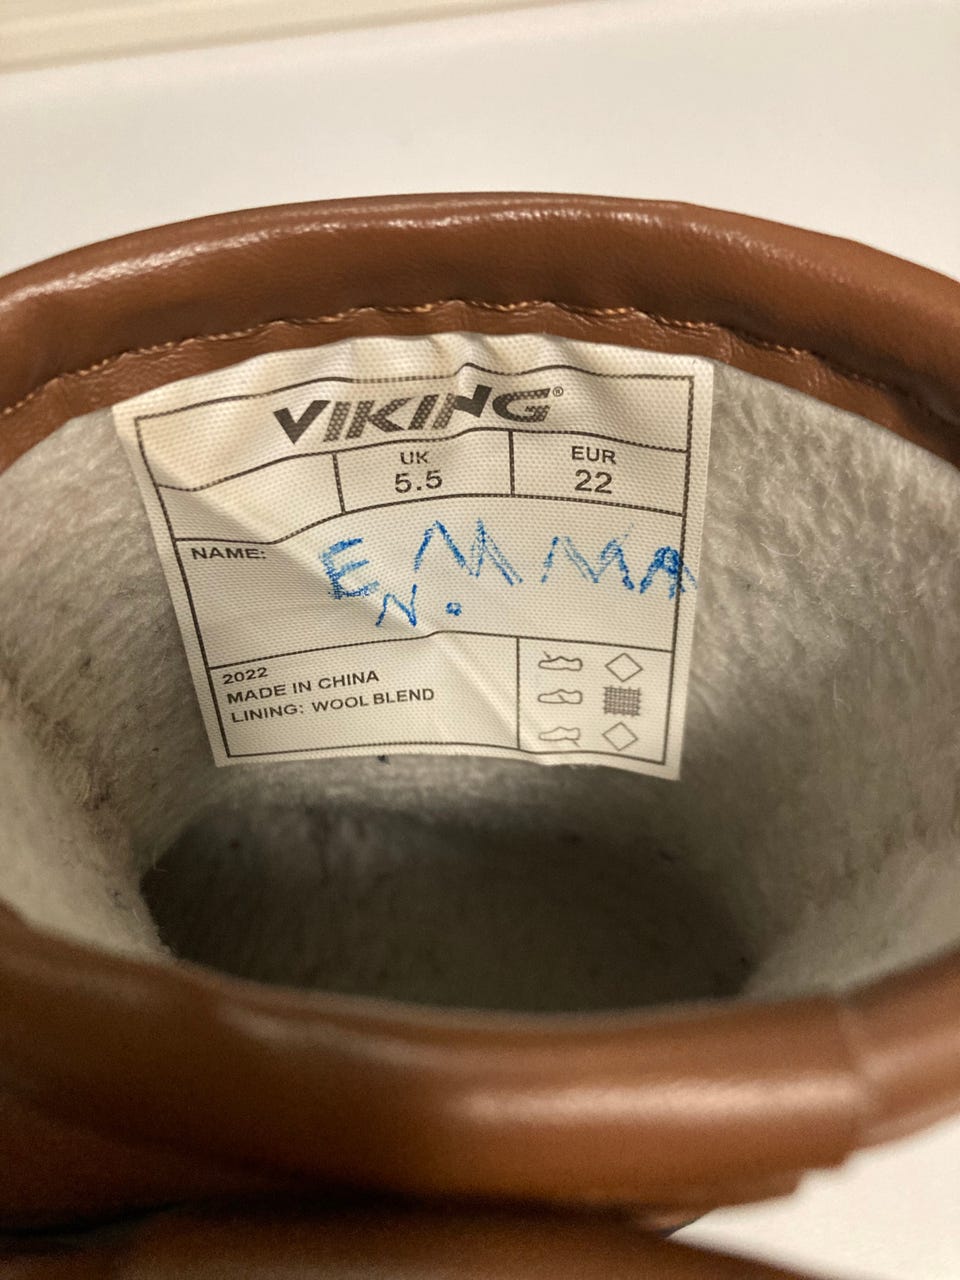 VIKING®
UK EUR
5.5 22
NAME: EMMA
N.
2022
MADE IN CHINA
LINING: WOOL BLEND